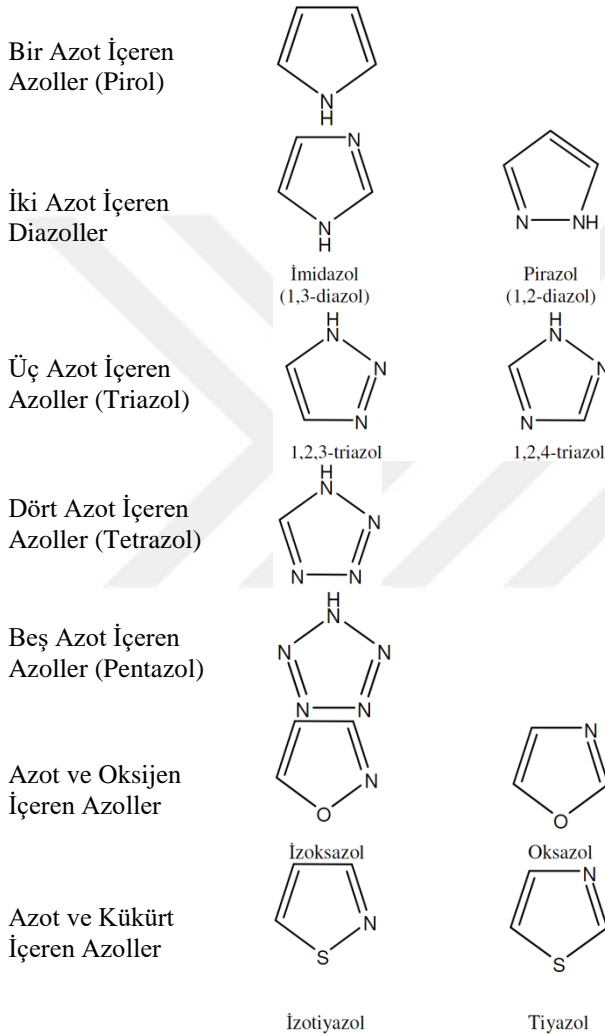 Bir Azot İçeren
Azoller (Pirol)
N
H
İki Azot İçeren
Diazoller
N
N
H
N
NH
İmidazol
(1,3-diazol)
Pirazol
(1,2-diazol)
Üç Azot İçeren
Azoller (Triazol)
H
N
N
N
H
N
N
N
1,2,3-triazol
1,2,4-triazol
Dört Azot İçeren
Azoller (Tetrazol)
H
N
N
N
N
Beş Azot İçeren
Azoller (Pentazol)
H
N
N
N
N
N
Azot ve Oksijen
İçeren Azoller
N
O
N
O
İzoksazol
Oksazol
Azot ve Kükürt
İçeren Azoller
N
S
N
S
İzotiyazol
Tiyazol